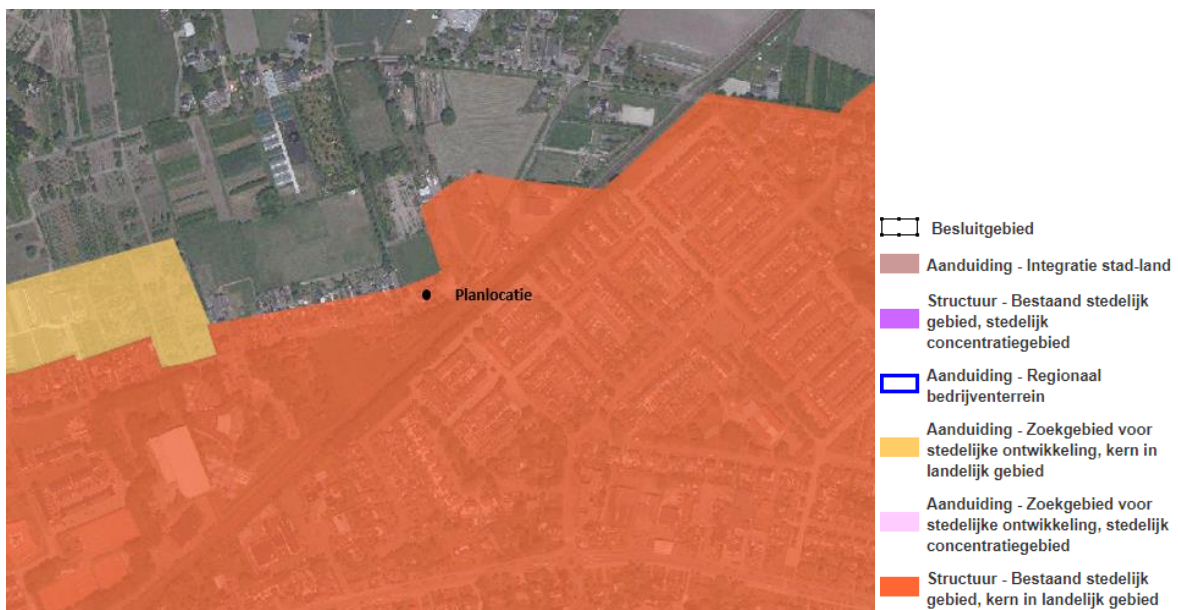 Planlocatie
Besluitgebied
Aanduiding - Integratie stad-land
Structuur - Bestaand stedelijk
gebied, stedelijk
concentratiegebied
Aanduiding - Regionaal
bedrijventerrein
Aanduiding - Zoekgebied voor
stedelijke ontwikkeling, kern in
landelijk gebied
Aanduiding - Zoekgebied voor
stedelijke ontwikkeling, stedelijk
concentratiegebied
Structuur - Bestaand stedelijk
gebied, kern in landelijk gebied